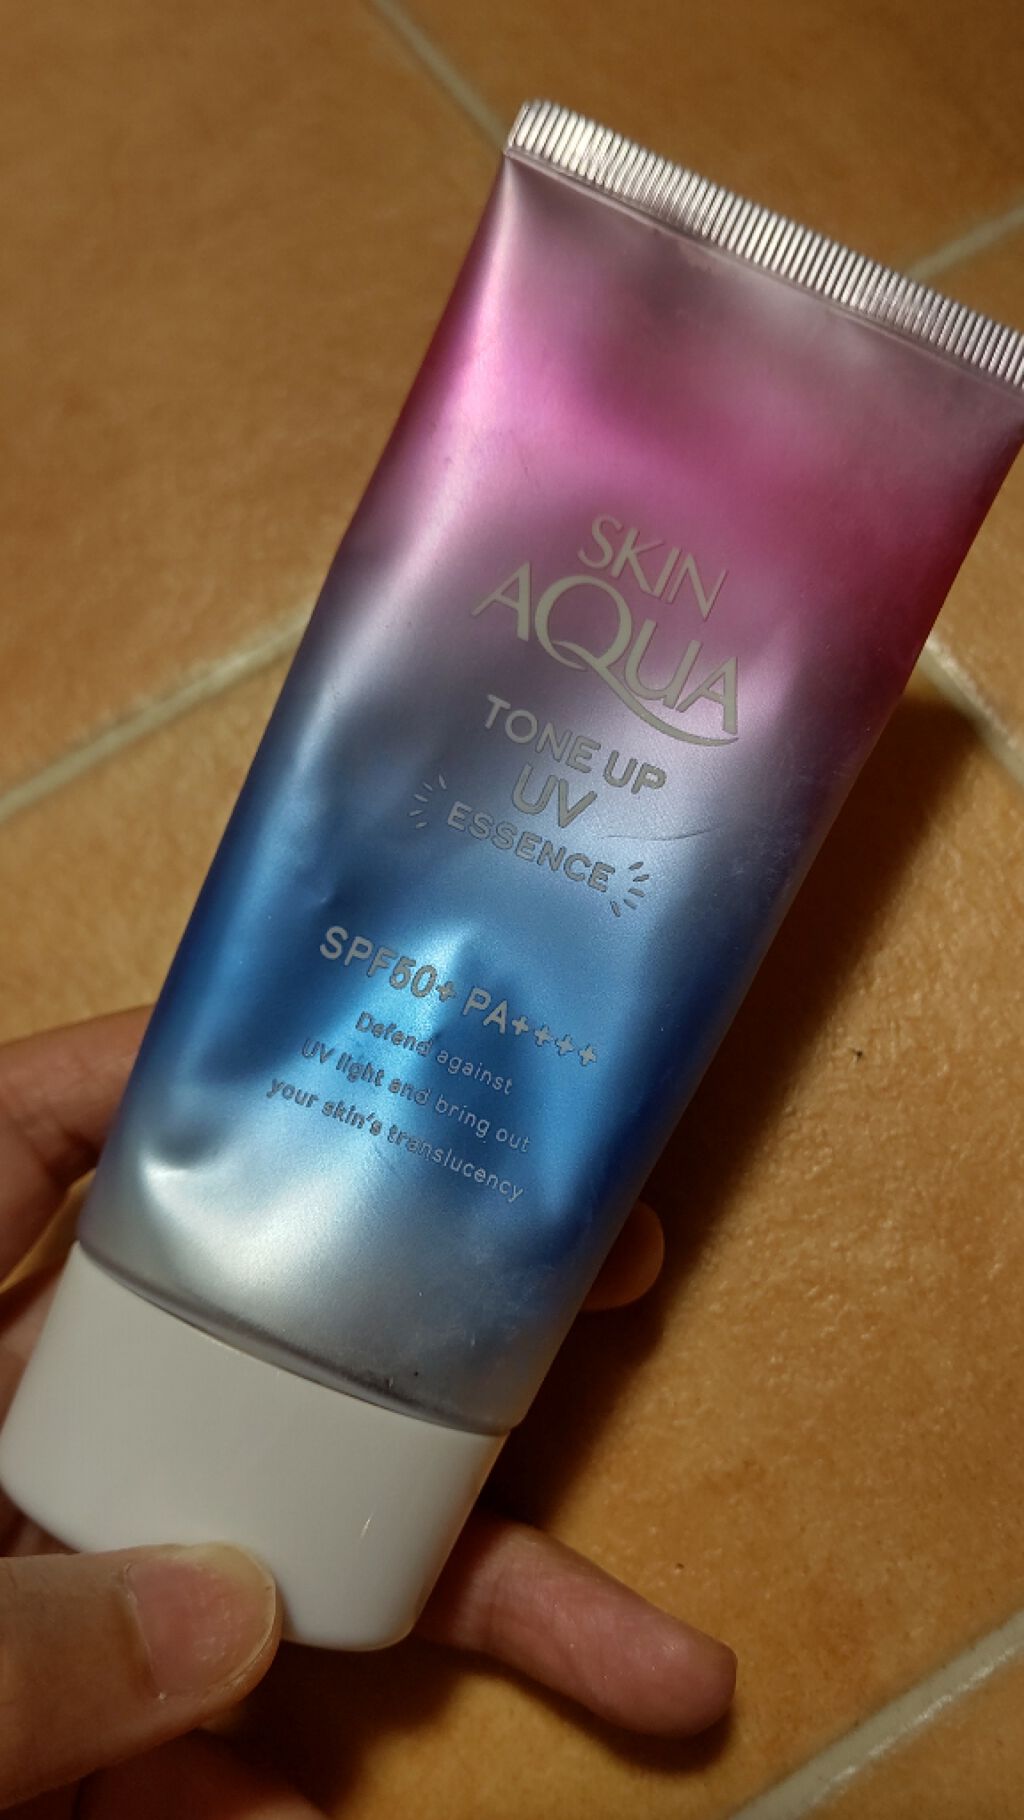 SKIN
AQUA
TONE UP
UV
ESSENCE
SPF50+ PA++++
Defend against
UV light and bring out
your skin's translucency